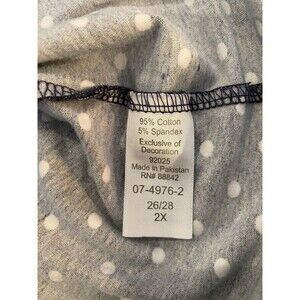 95% Cotton
5% Spandex
Exclusive of
Decoration
92025
Made in Pakistan
RN# 88842
07-4976-2
26/28
2X